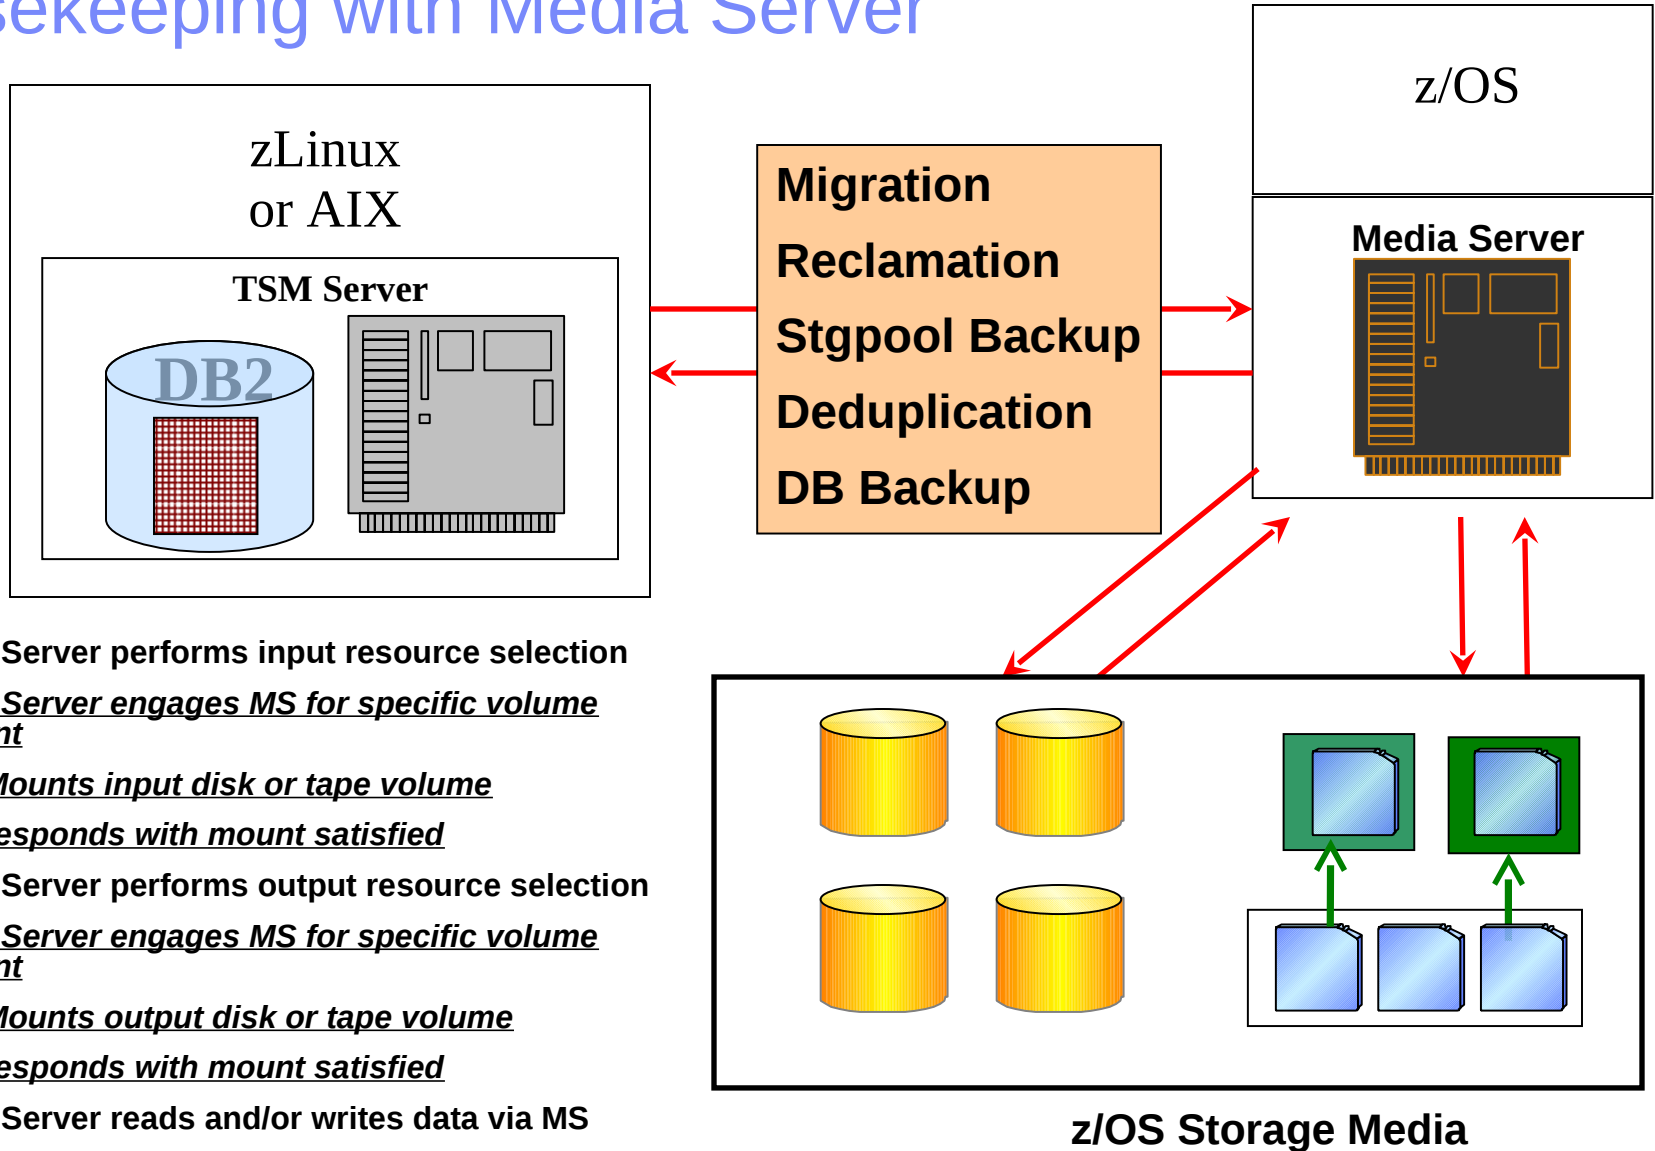 sekeeping with Media Server
z/OS
zLinux
or AIX
Migration
Reclamation
Stgpool Backup
Deduplication
DB Backup
Media Server
TSM Server
DB2
Server performs input resource selection
Server engages MS for specific volume
nt
Mounts input disk or tape volume
esponds with mount satisfied
Server performs output resource selection
Server engages MS for specific volume
nt
Mounts output disk or tape volume
esponds with mount satisfied
Server reads and/or writes data via MS
z/OS Storage Media